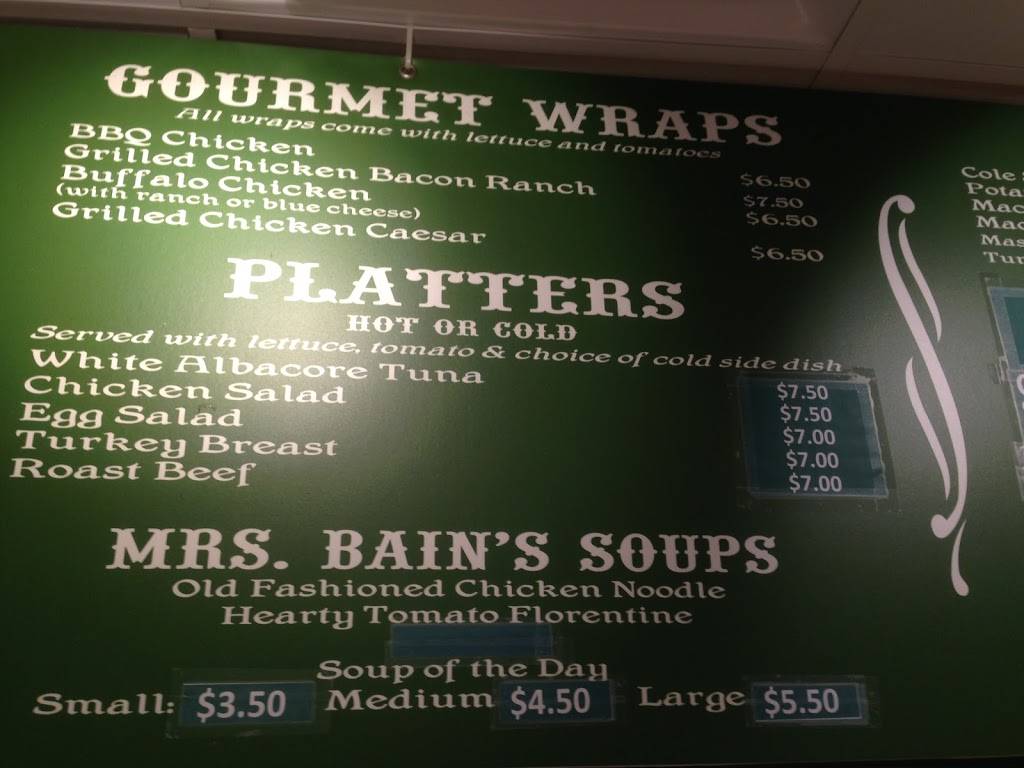 GOURMET WRAPS
All wraps come with lettuce and tomatoes
BBQ Chicken $6.50
Grilled Chicken Bacon Ranch $7.50
Buffalo Chicken $6.50
(with ranch or blue cheese)
Grilled Chicken Caesar $6.50
PLATTERS
HOT OR COLD
Served with lettuce, tomato & choice of cold side dish
White Albacore Tuna $7.50
Chicken Salad $7.50
Egg Salad $7.00
Turkey Breast $7.00
Roast Beef $7.00
MRS. BAIN'S SOUPS
Old Fashioned Chicken Noodle
Hearty Tomato Florentine
Soup of the Day
Small: $3.50 Medium $4.50 Large $5.50
Cole